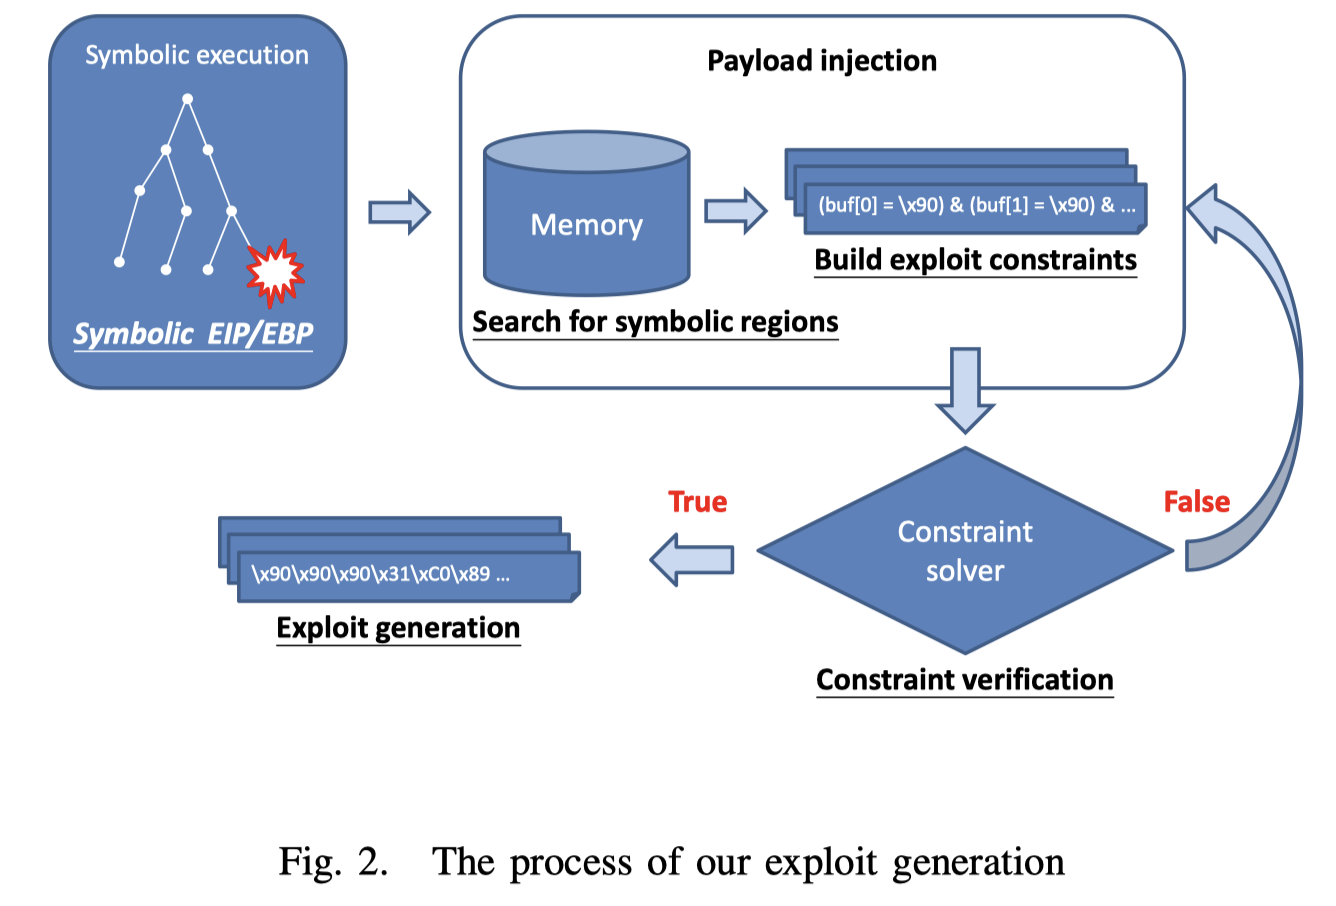 Symbolic execution
Symbolic EIP/EBP
Payload injection
Memory
Search for symbolic regions
(buf[0] = \x90) & (buf[1] = \x90) & ...
Build exploit constraints
True
False
Constraint
solver
Constraint verification
\x90\x90\x90\x31\xC0\x89 ...
Exploit generation
Fig. 2. The process of our exploit generation